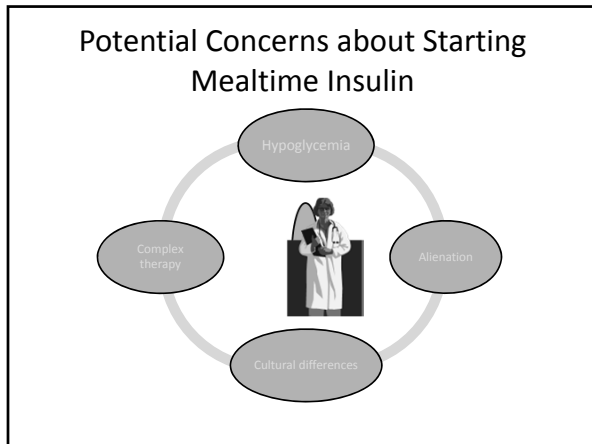 Potential Concerns about Starting
Mealtime Insulin
Hypoglycemia
Complex
therapy
Alienation
Cultural differences